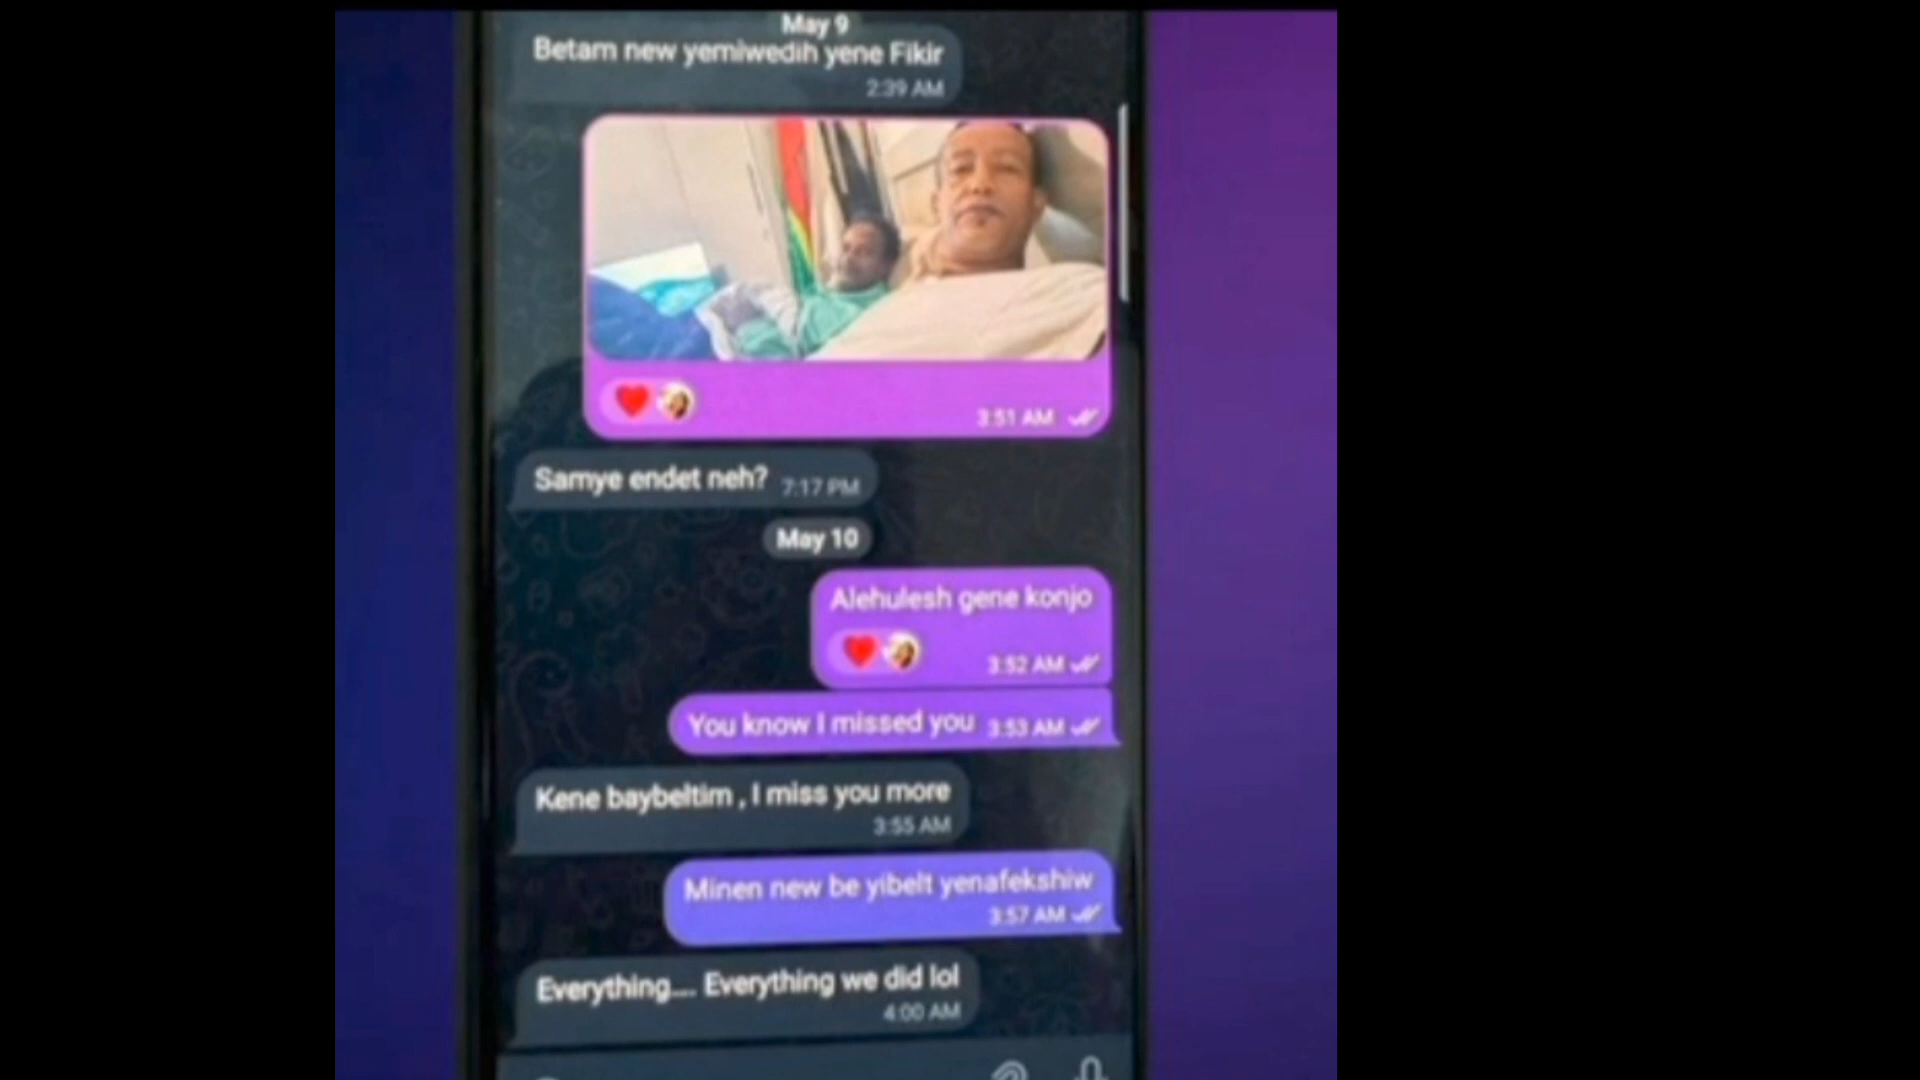 May 9
Betam new yemiwedih yene Fikir
2:39 AM
3:51 AM
Samye endet neh? 7:17 PM
May 10
Alehulesh gene konjo
3:52 AM
You know I missed you 3:53 AM
Kene baybeltim , I miss you more
3:55 AM
Minen new be yibelt yenafekshiw
3:57 AM
Everything.... Everything we did lol
4:00 AM